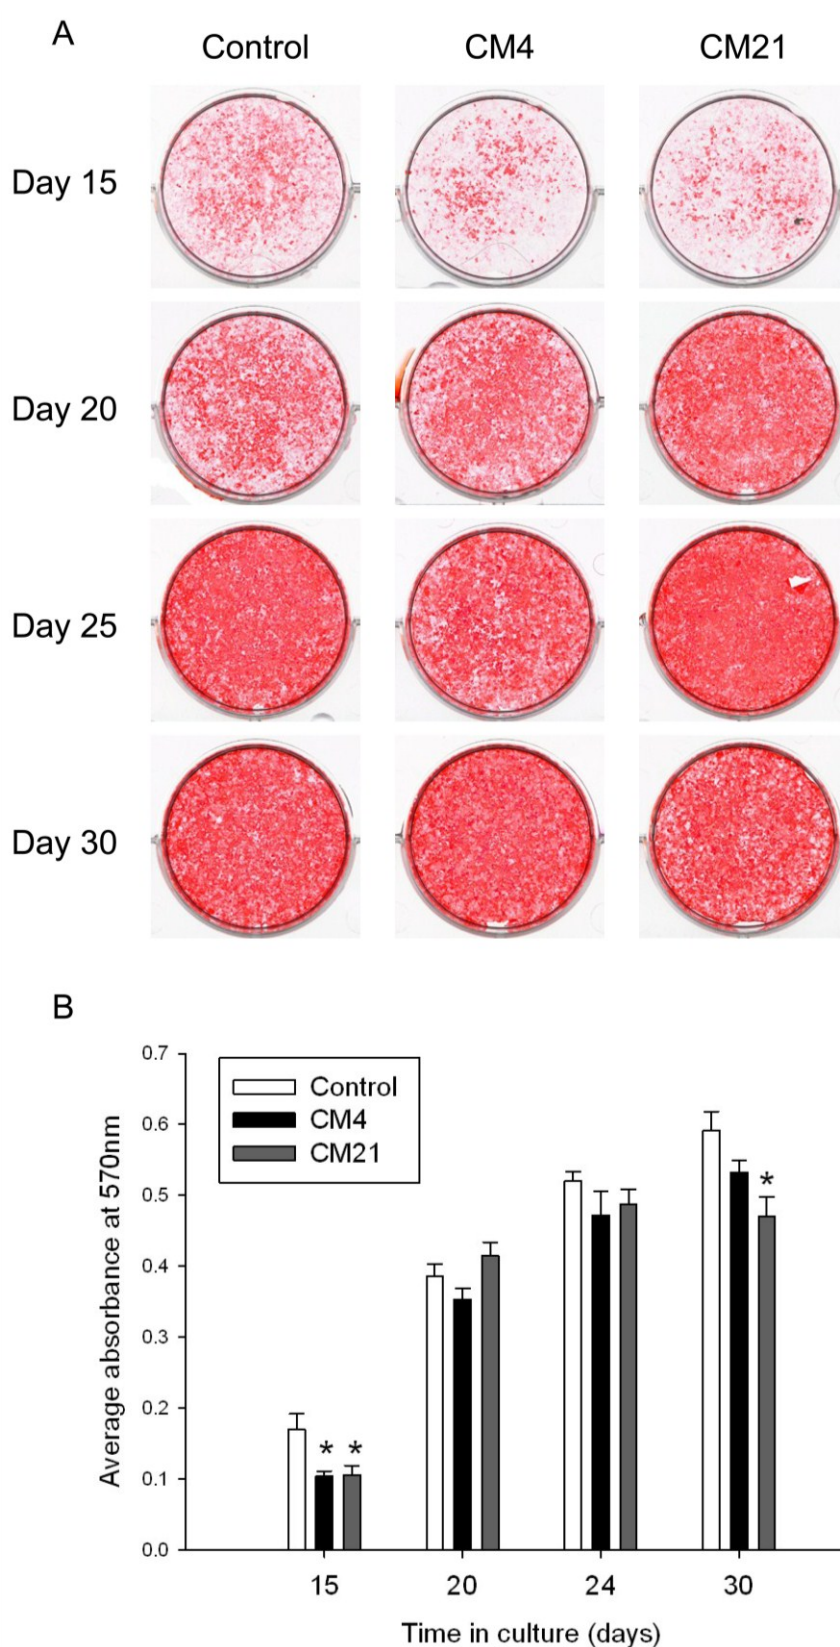 A
Control CM4 CM21
Day 15
Day 20
Day 25
Day 30
B
0.7
0.6
0.5
0.4
0.3
0.2
0.1
0.0
Average absorbance at 570nm
Control
CM4
CM21
* *
*
15 20 24 30
Time in culture (days)